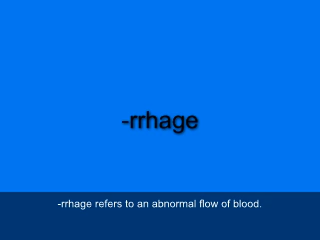 -rrhage
-rrhage refers to an abnormal flow of blood.